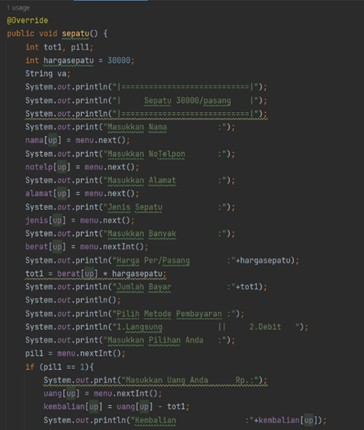 1 usage
@Override
public void sepatu() {
int tot1, pil1;
int hargasepatu = 30000;
String va;
System.out.println("|===========================|");
System.out.println("|     Sepatu 30000/pasang    |");
System.out.println("|===========================|");
System.out.print("Masukkan Nama          :");
nama[up] = menu.next();
System.out.print("Masukkan NoTelpon      :");
notelp[up] = menu.next();
System.out.print("Masukkan Alamat        :");
alamat[up] = menu.next();
System.out.print("Jenis Sepatu           :");
jenis[up] = menu.next();
System.out.print("Masukkan Banyak        :");
berat[up] = menu.nextInt();
System.out.println("Harga Per/Pasang        :"+hargasepatu);
tot1 = berat[up] * hargasepatu;
System.out.println("Jumlah Bayar            :"+tot1);
System.out.println();
System.out.println("Pilih Metode Pembayaran :");
System.out.println("1.Langsung          ||     2.Debit   ");
System.out.print("Masukkan Pilihan Anda   :");
pil1 = menu.nextInt();
if (pil1 == 1){
System.out.print("Masukkan Uang Anda      Rp.:");
uang[up] = menu.nextInt();
kembalian[up] = uang[up] - tot1;
System.out.println("Kembalian               :"+kembalian[up]);